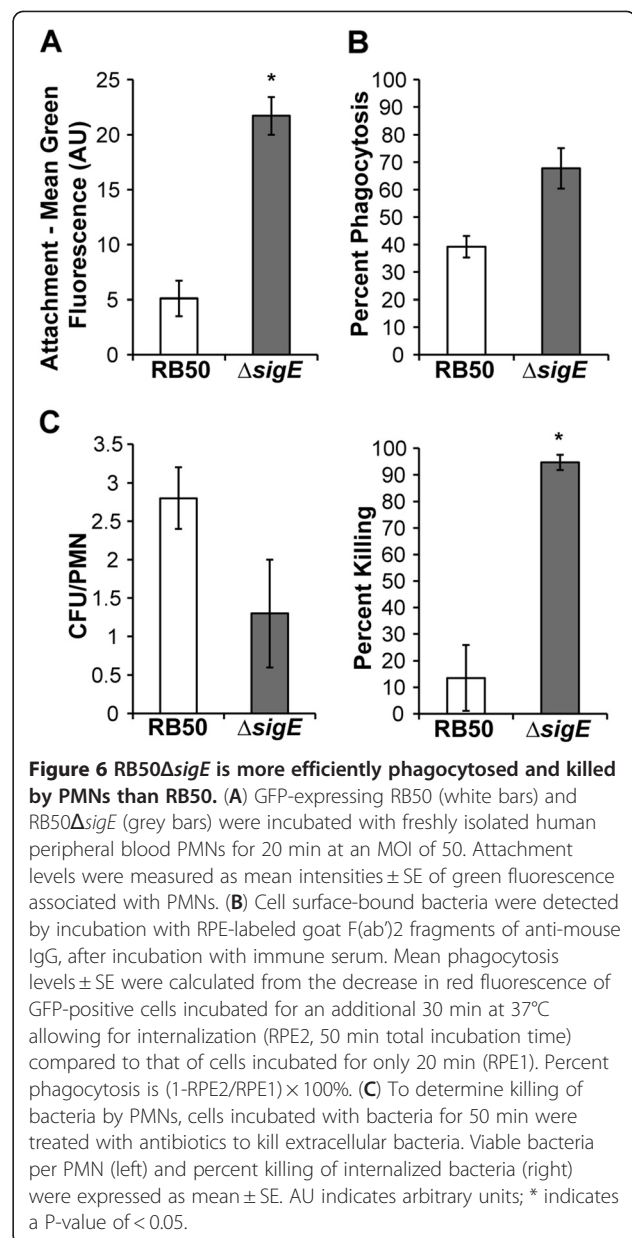 A
B
*
Attachment - Mean Green
Fluorescence (AU)
25
20
15
10
5
0
RB50
ΔsigE
Percent Phagocytosis
100
90
80
70
60
50
40
30
20
10
0
RB50
ΔsigE
C
CFU/PMN
3.5
3
2.5
2
1.5
1
0.5
0
RB50
ΔsigE
*
Percent Killing
100
90
80
70
60
50
40
30
20
10
0
RB50
ΔsigE
Figure 6 RB50ΔsigE is more efficiently phagocytosed and killed
by PMNs than RB50. (A) GFP-expressing RB50 (white bars) and
RB50ΔsigE (grey bars) were incubated with freshly isolated human
peripheral blood PMNs for 20 min at an MOI of 50. Attachment
levels were measured as mean intensities ± SE of green fluorescence
associated with PMNs. (B) Cell surface-bound bacteria were detected
by incubation with RPE-labeled goat F(ab')2 fragments of anti-mouse
IgG, after incubation with immune serum. Mean phagocytosis
levels ± SE were calculated from the decrease in red fluorescence of
GFP-positive cells incubated for an additional 30 min at 37°C
allowing for internalization (RPE2, 50 min total incubation time)
compared to that of cells incubated for only 20 min (RPE1). Percent
phagocytosis is (1-RPE2/RPE1) × 100%. (C) To determine killing of
bacteria by PMNs, cells incubated with bacteria for 50 min were
treated with antibiotics to kill extracellular bacteria. Viable bacteria
per PMN (left) and percent killing of internalized bacteria (right)
were expressed as mean ± SE. AU indicates arbitrary units; * indicates
a P-value of < 0.05.